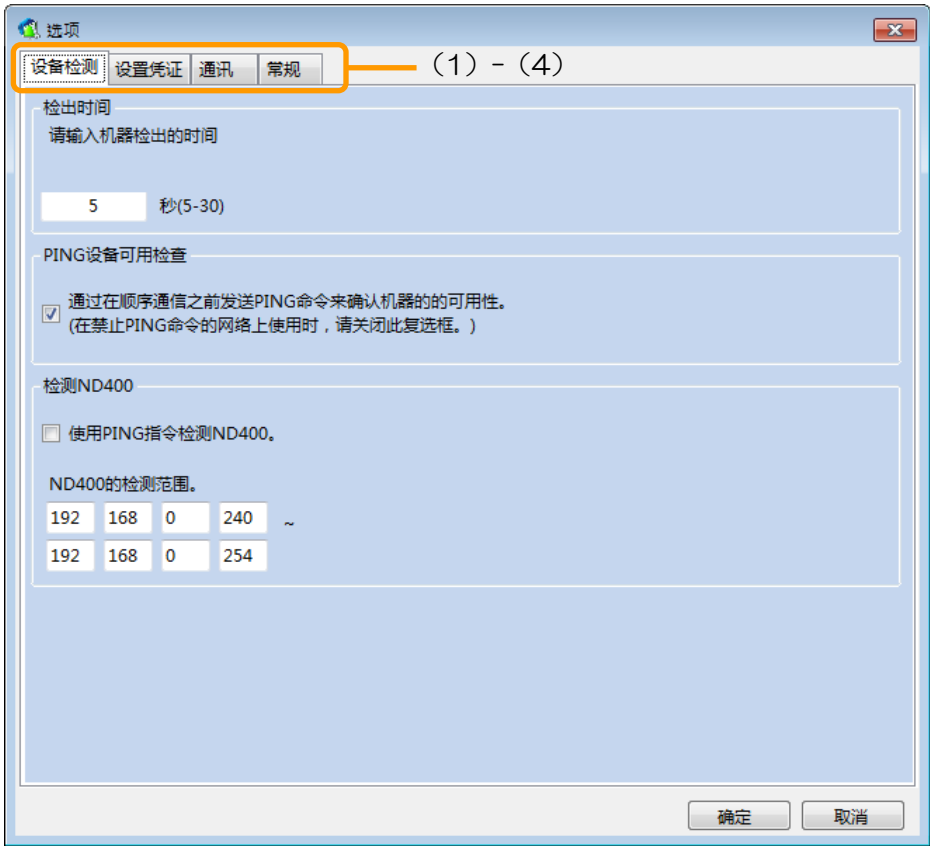 选项
设备检测 设置凭证 通讯 常规 （1）-（4）
检出时间
请输入机器检出的时间
5 秒(5-30)
PING设备可用检查
通过在顺序通信之前发送PING命令来确认机器的的可用性。
(在禁止PING命令的网络上使用时，请关闭此复选框。)
检测ND400
使用PING指令检测ND400。
ND400的检测范围。
192 168 0 240 ~
192 168 0 254
确定 取消